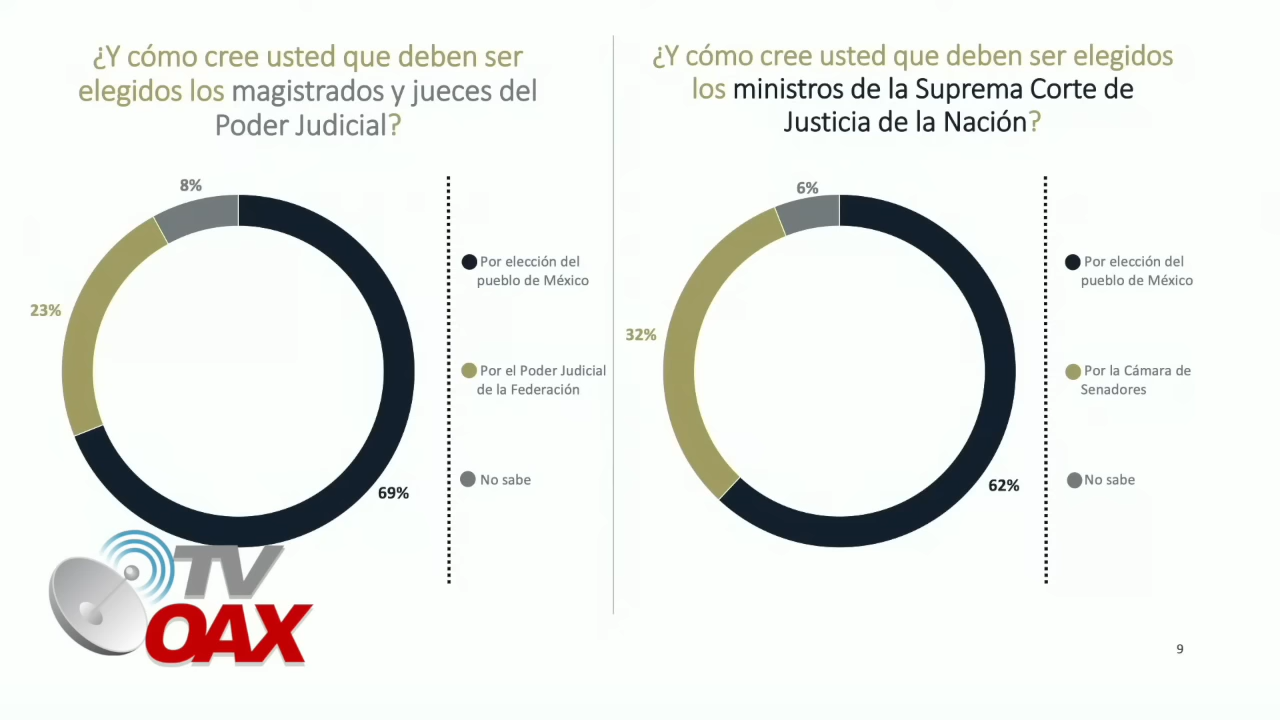 ¿Y cómo cree usted que deben ser
elegidos los magistrados y jueces del
Poder Judicial?
8%
23%
69%
Por elección del
pueblo de México
Por el Poder Judicial
de la Federación
No sabe
¿Y cómo cree usted que deben ser elegidos
los ministros de la Suprema Corte de
Justicia de la Nación?
6%
32%
62%
Por elección del
pueblo de México
Por la Cámara de
Senadores
No sabe
TV
OAX
9